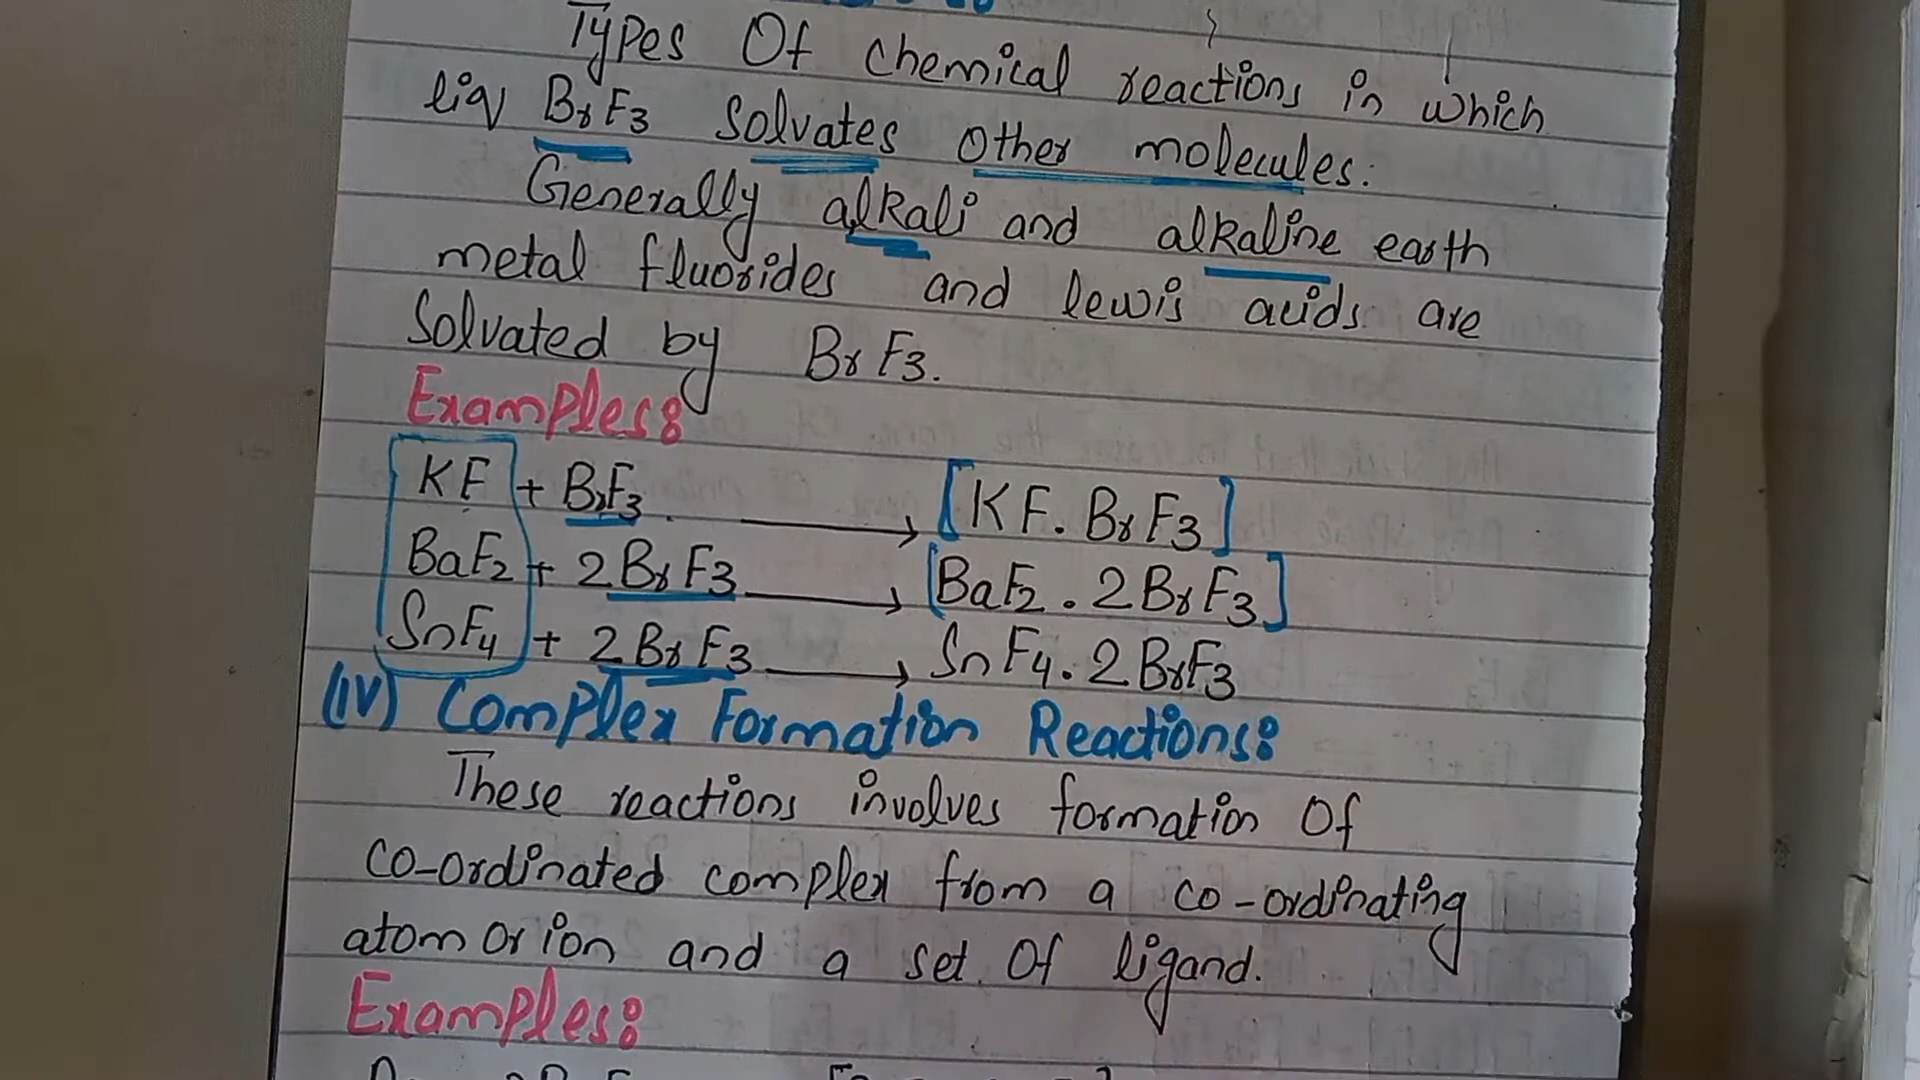 Types Of chemical reactions in which
liq BrF3 solvates other molecules.
Generally alkali and alkaline earth
metal fluorides and lewis acids are
Solvated by BrF3.
Examples:
KF + BrF3 → [KF. BrF3]
BaF2 + 2BrF3 → [BaF2 . 2BrF3]
SnF4 + 2BrF3 → SnF4. 2BrF3
(iv) Complex Formation Reactions:
These reactions involves formation Of
co-ordinated complex from a co-ordinating
atom or ion and a set Of ligand.
Examples: